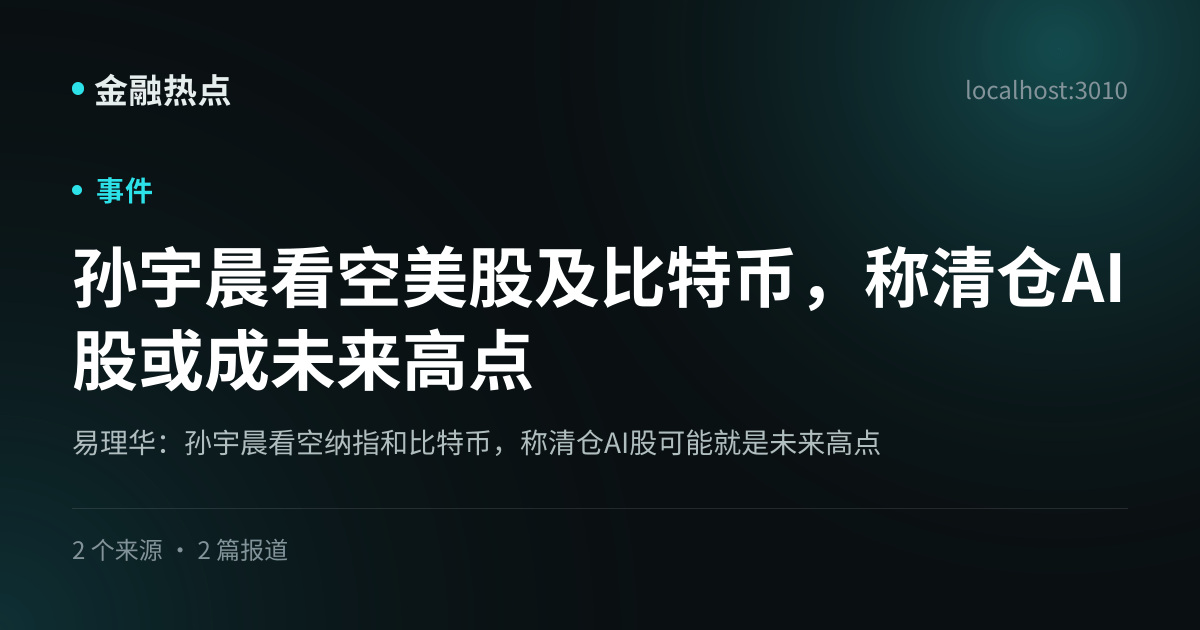 金融热点
localhost:3010
事件
孙宇晨看空美股及比特币，称清仓AI
股或成未来高点
易理华：孙宇晨看空纳指和比特币，称清仓AI股可能就是未来高点
2 个来源 · 2 篇报道